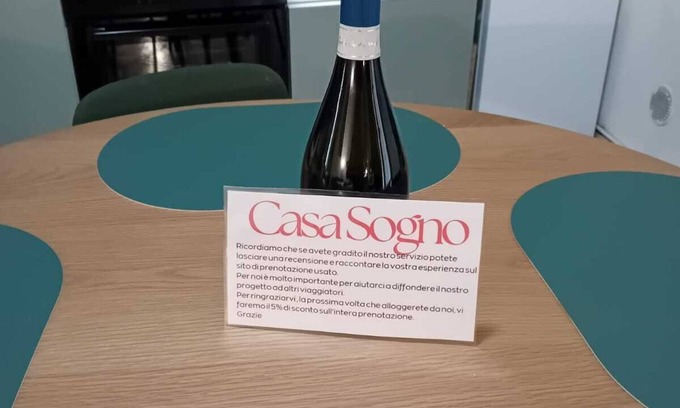 Casa Sogno
Ricordiamo che se avete gradito il nostro servizio potete
lasciare una recensione e raccontare la vostra esperienza sul
sito di prenotazione usato.
Per noi è molto importante per aiutarci a diffondere il nostro
progetto ad altri viaggiatori.
Per ringraziarvi, la prossima volta che alloggerete da noi, vi
faremo il 5% di sconto sull'intera prenotazione.
Grazie